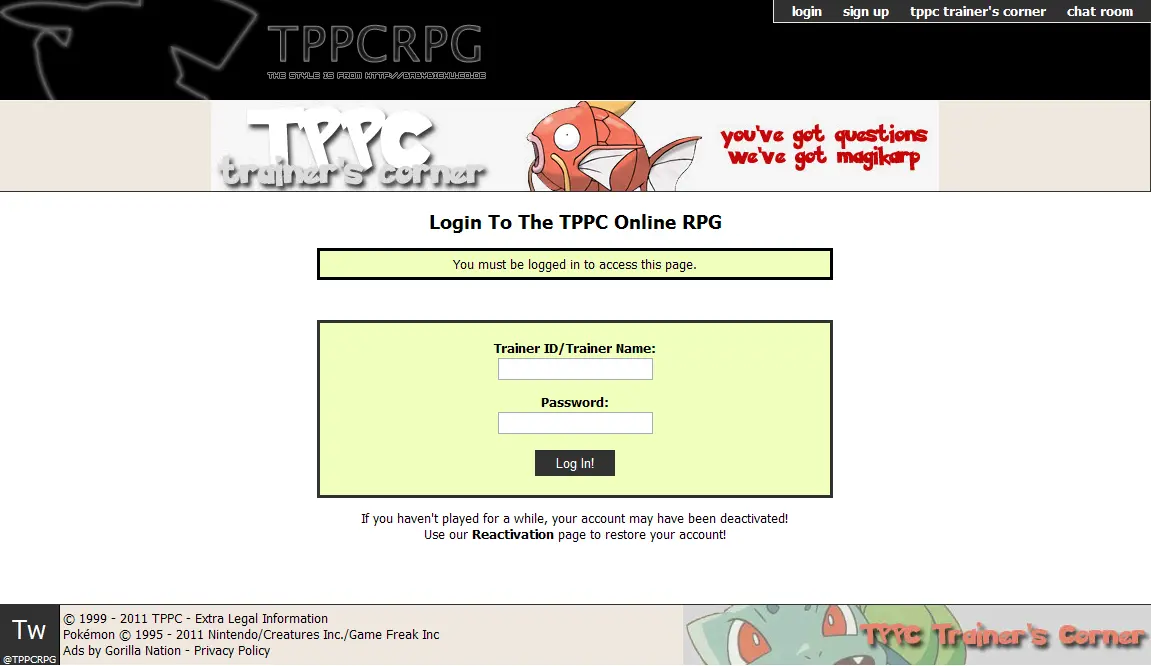 login sign up tppc trainer's corner chat room
TPPCRPG
THE STYLE IS FROM HTTP://BABYBICHU.CO.DE
TPPC
trainer's corner
you've got questions
we've got magikarp
Login To The TPPC Online RPG
You must be logged in to access this page.
Trainer ID/Trainer Name:
Password:
Log In!
If you haven't played for a while, your account may have been deactivated!
Use our Reactivation page to restore your account!
Tw
@TPPCRPG
© 1999 - 2011 TPPC - Extra Legal Information
Pokémon © 1995 - 2011 Nintendo/Creatures Inc./Game Freak Inc
Ads by Gorilla Nation - Privacy Policy
TPPC Trainer's Corner